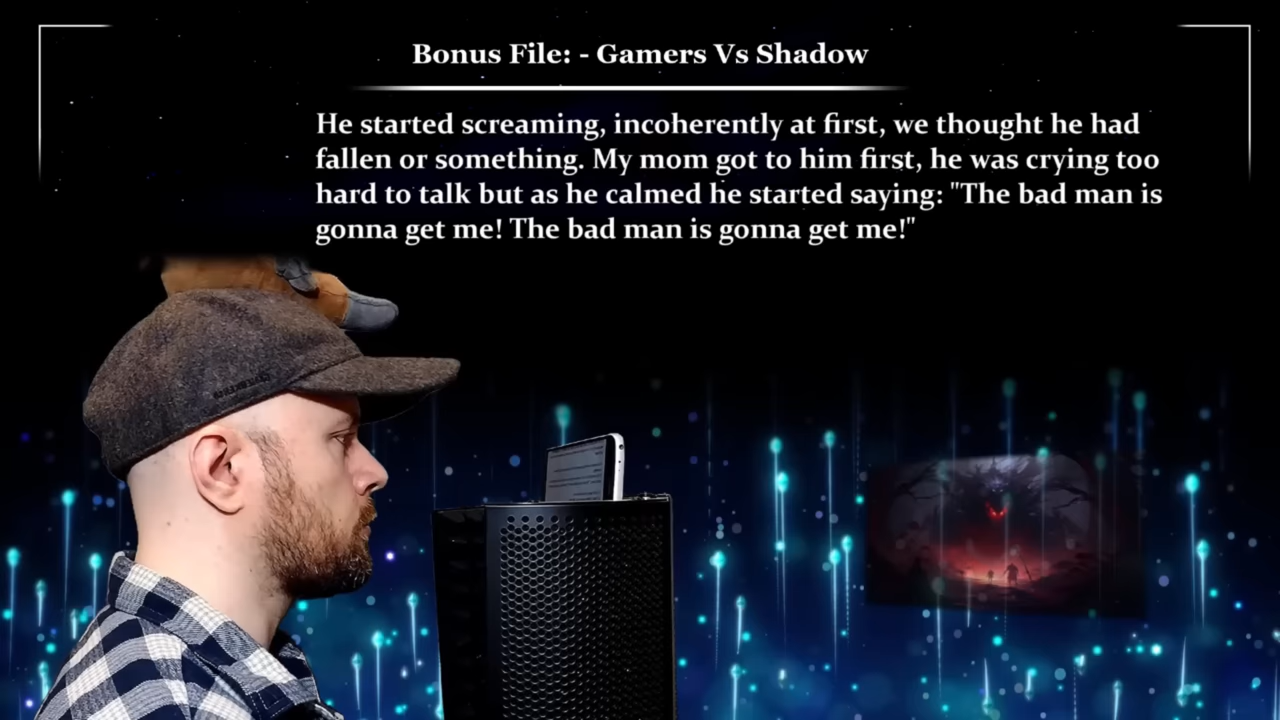 Bonus File: - Gamers Vs Shadow
He started screaming, incoherently at first, we thought he had
fallen or something. My mom got to him first, he was crying too
hard to talk but as he calmed he started saying: "The bad man is
gonna get me! The bad man is gonna get me!"